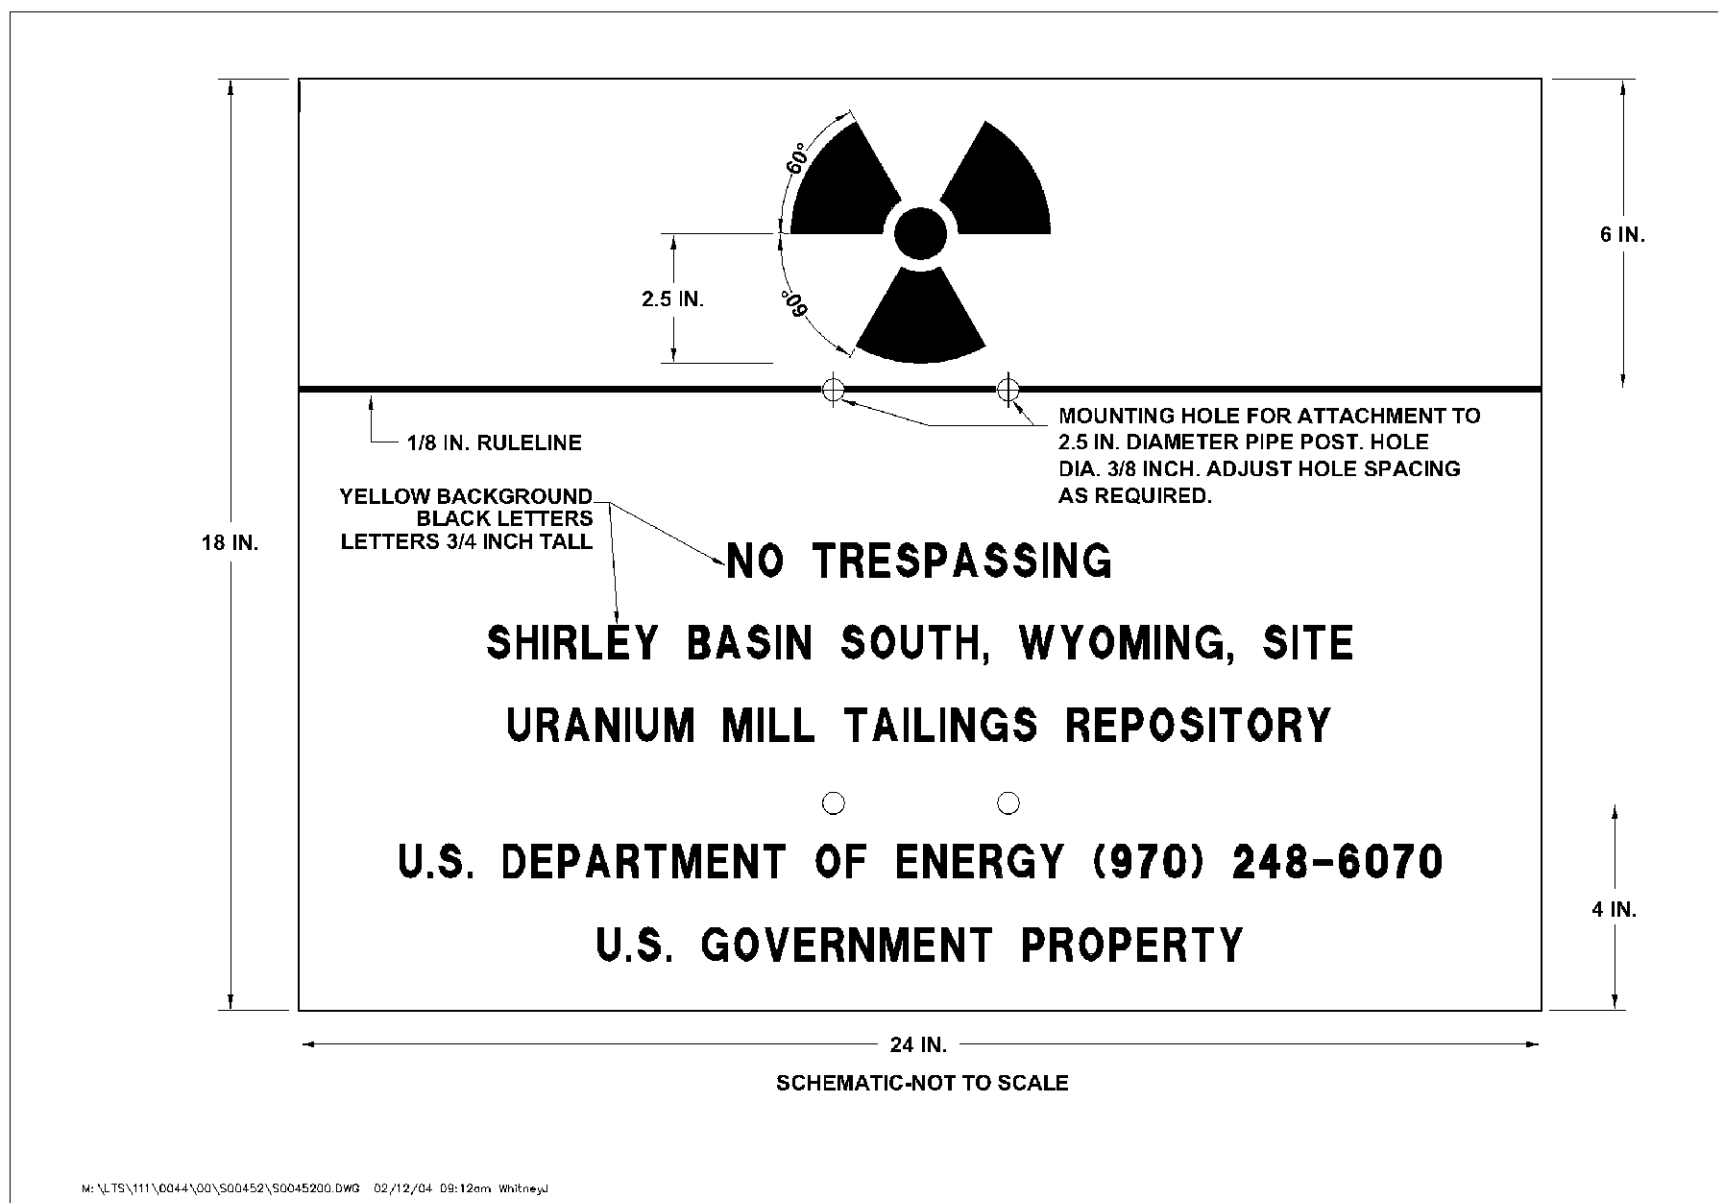 60°
6 IN.
2.5 IN.
60°
1/8 IN. RULELINE
MOUNTING HOLE FOR ATTACHMENT TO
2.5 IN. DIAMETER PIPE POST. HOLE
DIA. 3/8 INCH. ADJUST HOLE SPACING
AS REQUIRED.
YELLOW BACKGROUND
BLACK LETTERS
LETTERS 3/4 INCH TALL
18 IN.
NO TRESPASSING
SHIRLEY BASIN SOUTH, WYOMING, SITE
URANIUM MILL TAILINGS REPOSITORY
U.S. DEPARTMENT OF ENERGY (970) 248-6070
4 IN.
U.S. GOVERNMENT PROPERTY
24 IN.
SCHEMATIC-NOT TO SCALE
M:\LTS\111\0044\00\S00452\S0045200.DWG 02/12/04 09:12am WhitneyJ